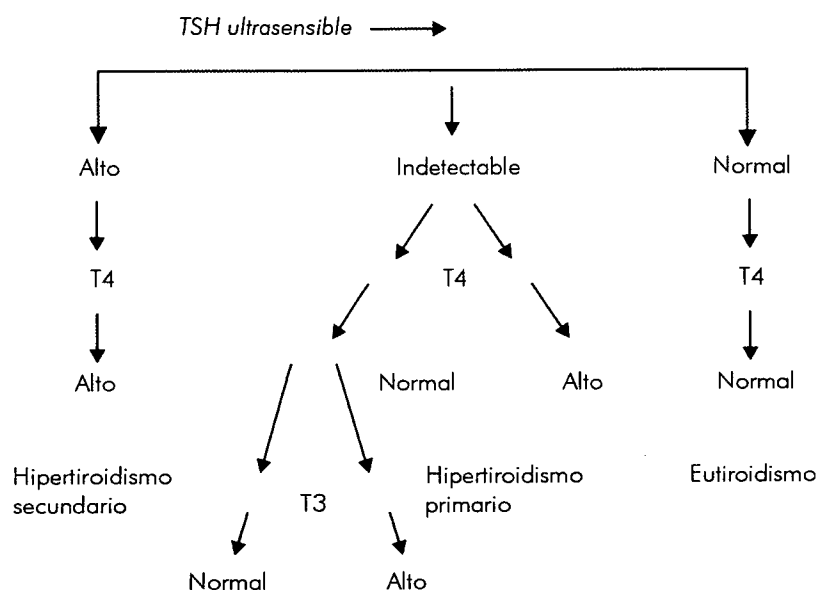 TSH ultrasensible
Alto Indetectable Normal
T4 T4 T4
Alto Normal Alto Normal
Hipertiroidismo secundario
T3
Hipertiroidismo primario
Eutiroidismo
Normal Alto